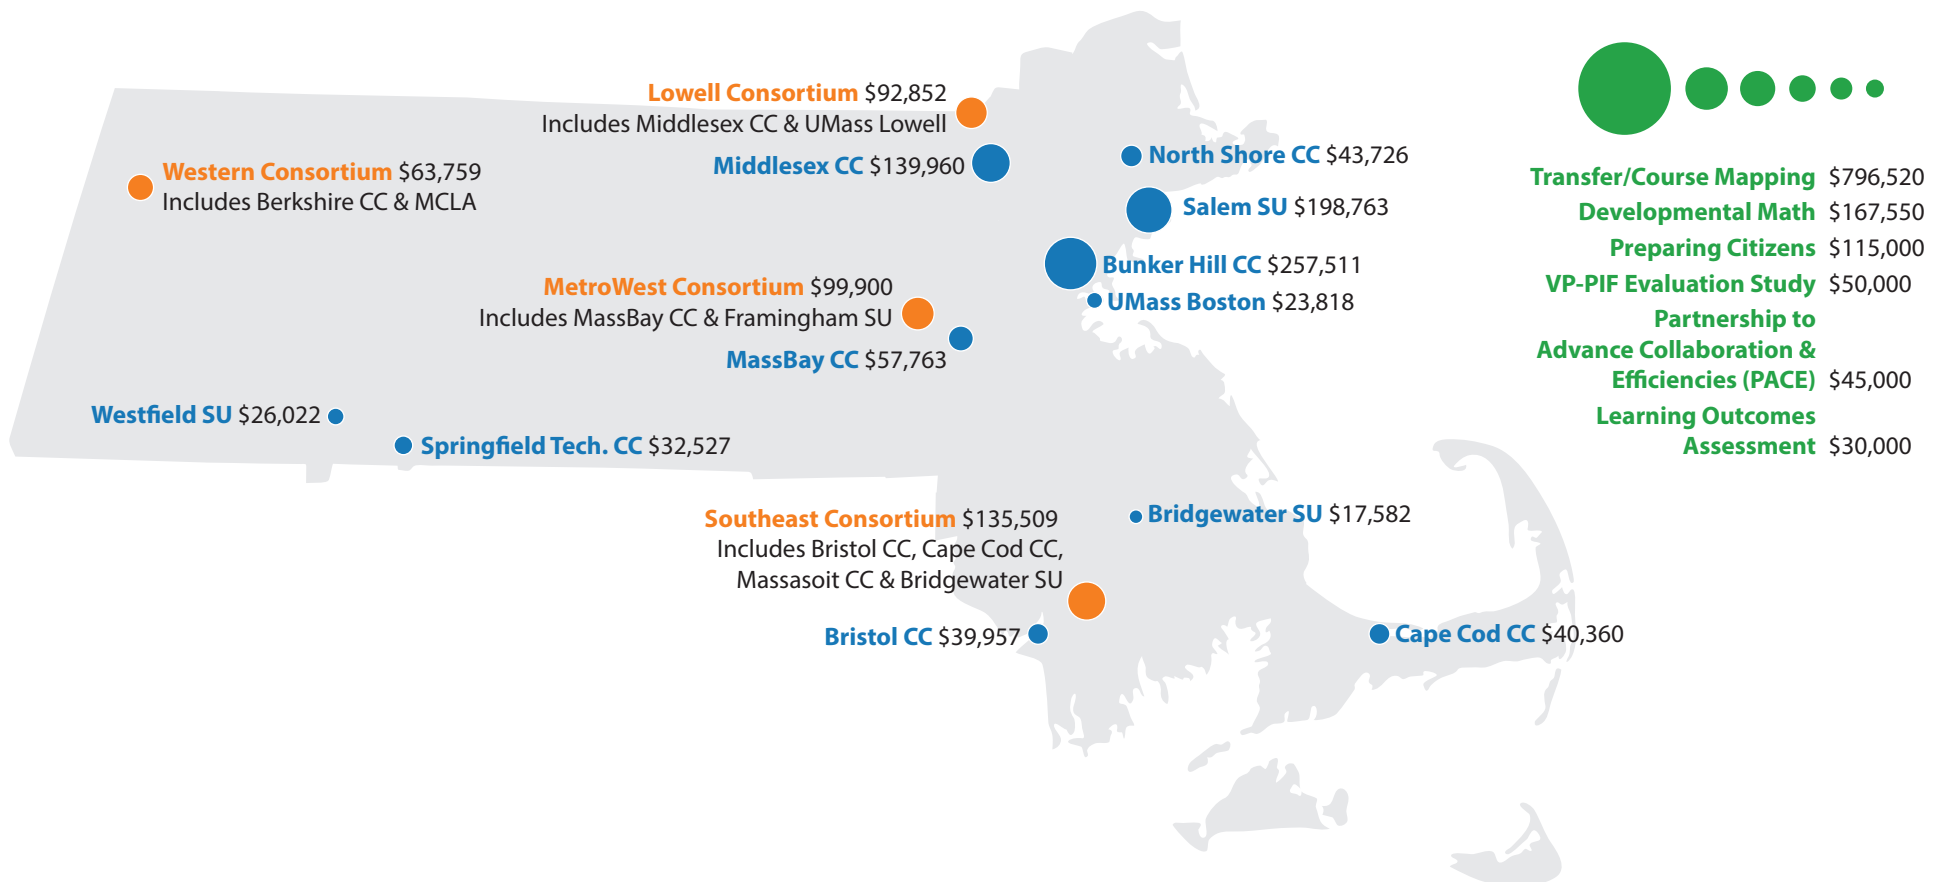 Lowell Consortium $92,852
Includes Middlesex CC & UMass Lowell
Middlesex CC $139,960
Western Consortium $63,759
Includes Berkshire CC & MCLA
North Shore CC $43,726
Salem SU $198,763
Bunker Hill CC $257,511
UMass Boston $23,818
MetroWest Consortium $99,900
Includes MassBay CC & Framingham SU
MassBay CC $57,763
Westfield SU $26,022
Springfield Tech. CC $32,527
Southeast Consortium $135,509
Includes Bristol CC, Cape Cod CC,
Massasoit CC & Bridgewater SU
Bridgewater SU $17,582
Bristol CC $39,957
Cape Cod CC $40,360
Transfer/Course Mapping $796,520
Developmental Math $167,550
Preparing Citizens $115,000
VP-PIF Evaluation Study $50,000
Partnership to
Advance Collaboration &
Efficiencies (PACE) $45,000
Learning Outcomes
Assessment $30,000